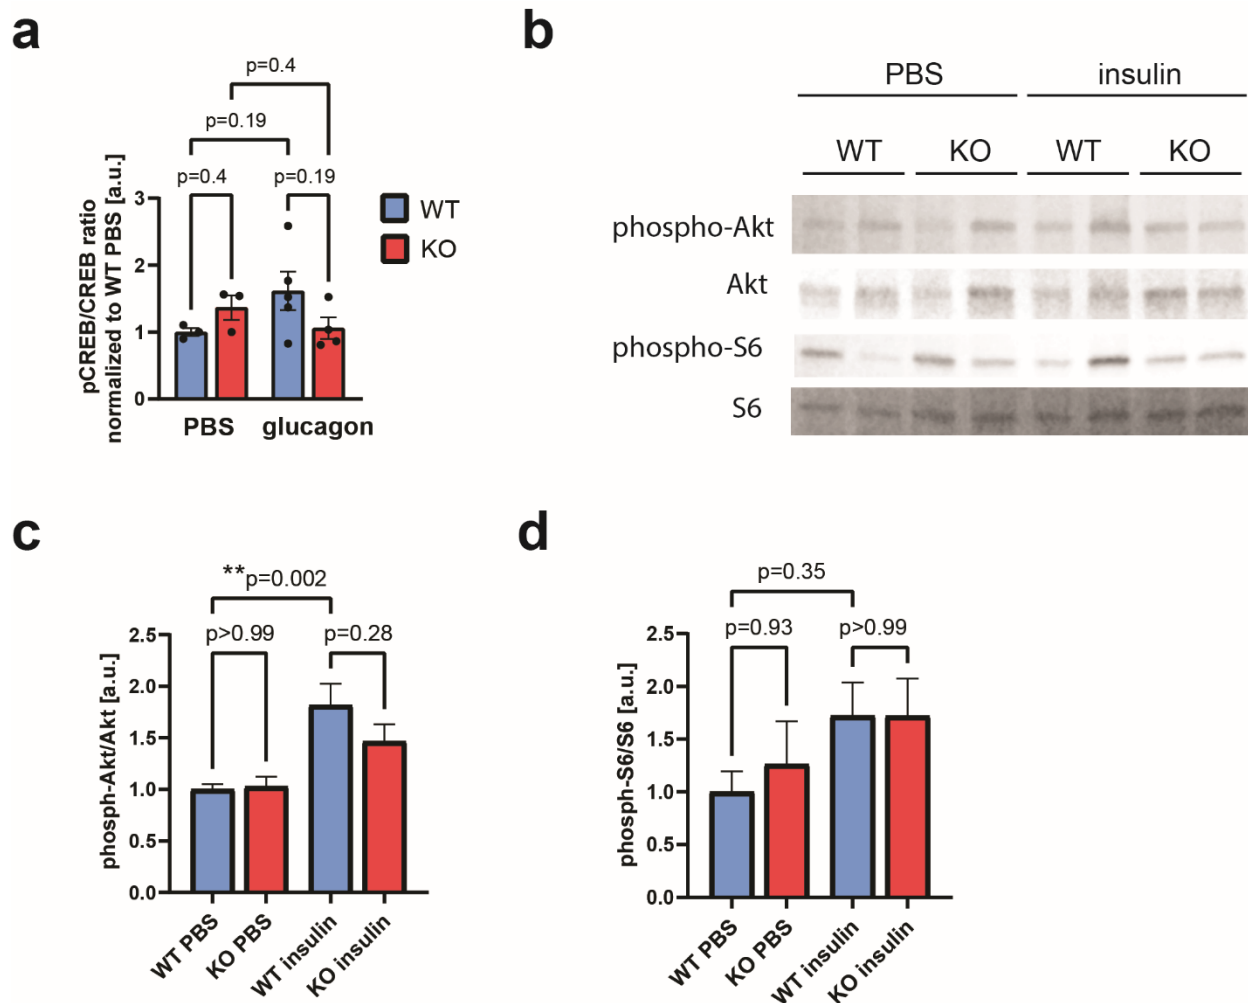 a
p=0.4
p=0.19
p=0.4
p=0.19
pCREB/CREB ratio
normalized to WT PBS [a.u.]
3
2
1
0
PBS
glucagon
WT
KO
b
PBS
insulin
WT
KO
WT
KO
phospho-Akt
Akt
phospho-S6
S6
c
**p=0.002
p>0.99
p=0.28
phosph-Akt/Akt [a.u.]
2.5
2.0
1.5
1.0
0.5
0.0
WT PBS
KO PBS
WT insulin
KO insulin
d
p=0.35
p=0.93
p>0.99
phosph-S6/S6 [a.u.]
2.5
2.0
1.5
1.0
0.5
0.0
WT PBS
KO PBS
WT insulin
KO insulin